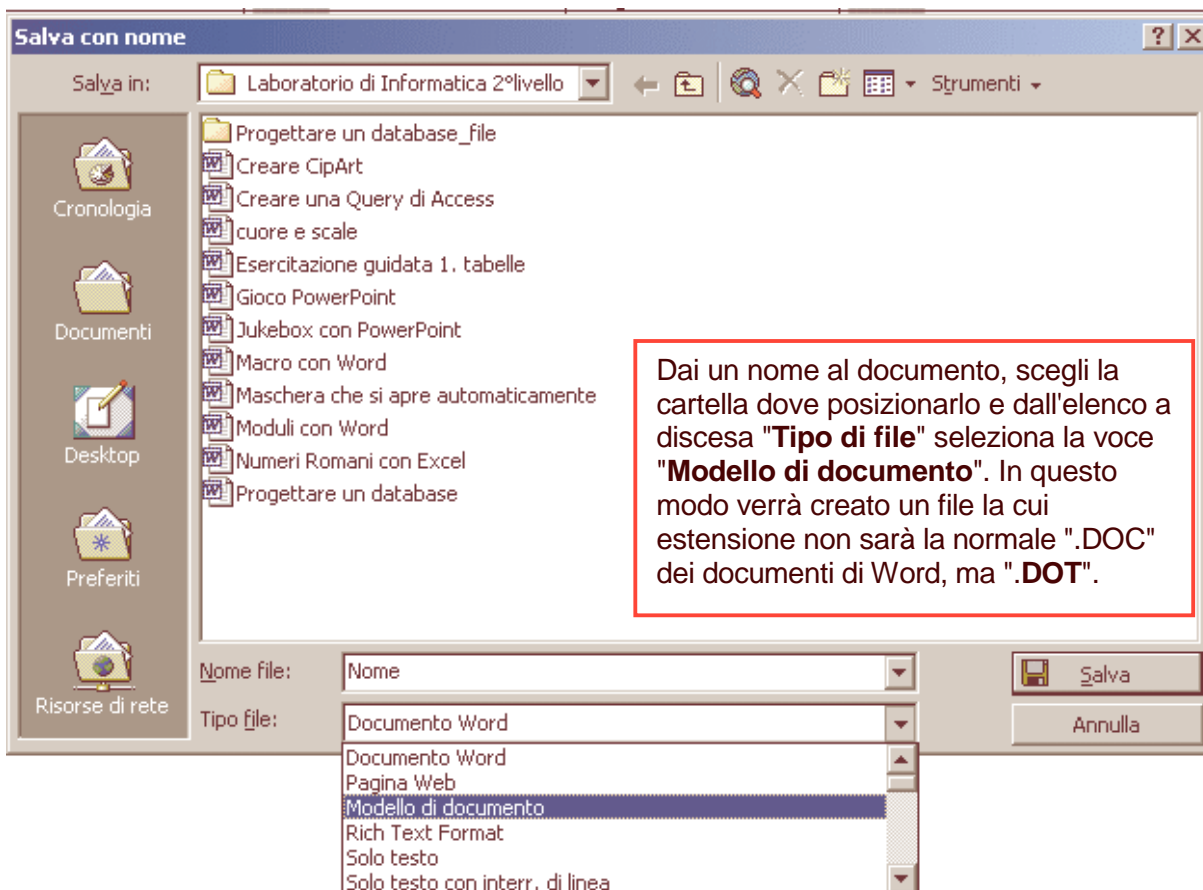 Salva con nome
Salva in:
Laboratorio di Informatica 2°livello
Strumenti
Cronologia
Documenti
Desktop
Preferiti
Risorse di rete
Progettare un database_file
Creare CipArt
Creare una Query di Access
cuore e scale
Esercitazione guidata 1. tabelle
Gioco PowerPoint
Jukebox con PowerPoint
Macro con Word
Maschera che si apre automaticamente
Moduli con Word
Numeri Romani con Excel
Progettare un database
Dai un nome al documento, scegli la
cartella dove posizionarlo e dall'elenco a
discesa "Tipo di file" seleziona la voce
"Modello di documento". In questo
modo verrà creato un file la cui
estensione non sarà la normale ".DOC"
dei documenti di Word, ma ".DOT".
Nome file:
Nome
Salva
Tipo file:
Documento Word
Annulla
Documento Word
Pagina Web
Modello di documento
Rich Text Format
Solo testo
Solo testo con interr. di linea